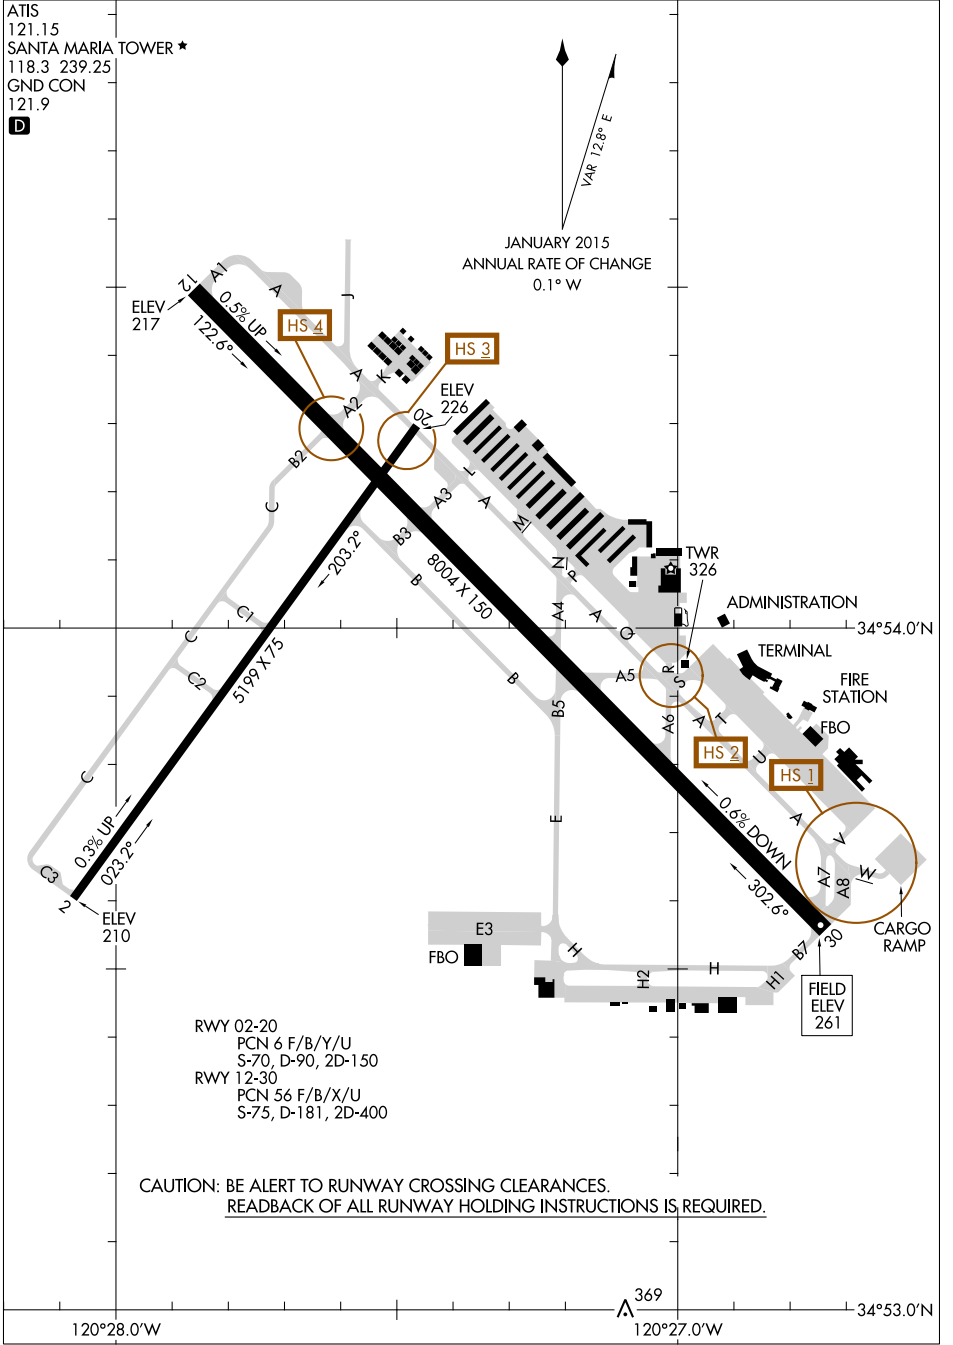 ATIS
121.15
SANTA MARIA TOWER ★
118.3 239.25
GND CON
121.9
D
VAR 12.8° E
JANUARY 2015
ANNUAL RATE OF CHANGE
0.1° W
12
A1
A
J
ELEV
217
0.5% UP
122.6°
HS 4
HS 3
A
K
ELEV
226
A2
20
B2
L
A3
A
M
C
B3
203.2°
8004 X 150
B
N
P
TWR
326
A4
A
Q
ADMINISTRATION
C1
34°54.0'N
C
5199 X 75
TERMINAL
A5
R
S
B
C2
FIRE
STATION
B5
A6
A
T
FBO
HS 2
U
HS 1
C
0.3% UP
023.2°
E
0.6% DOWN
A
V
302.6°
A7
A8
W
C3
2
ELEV
210
CARGO
RAMP
E3
30
FBO
H
B7
H2
H
H1
FIELD
ELEV
261
RWY 02-20
PCN 6 F/B/Y/U
S-70, D-90, 2D-150
RWY 12-30
PCN 56 F/B/X/U
S-75, D-181, 2D-400
CAUTION: BE ALERT TO RUNWAY CROSSING CLEARANCES.
READBACK OF ALL RUNWAY HOLDING INSTRUCTIONS IS REQUIRED.
369
34°53.0'N
120°28.0'W
120°27.0'W